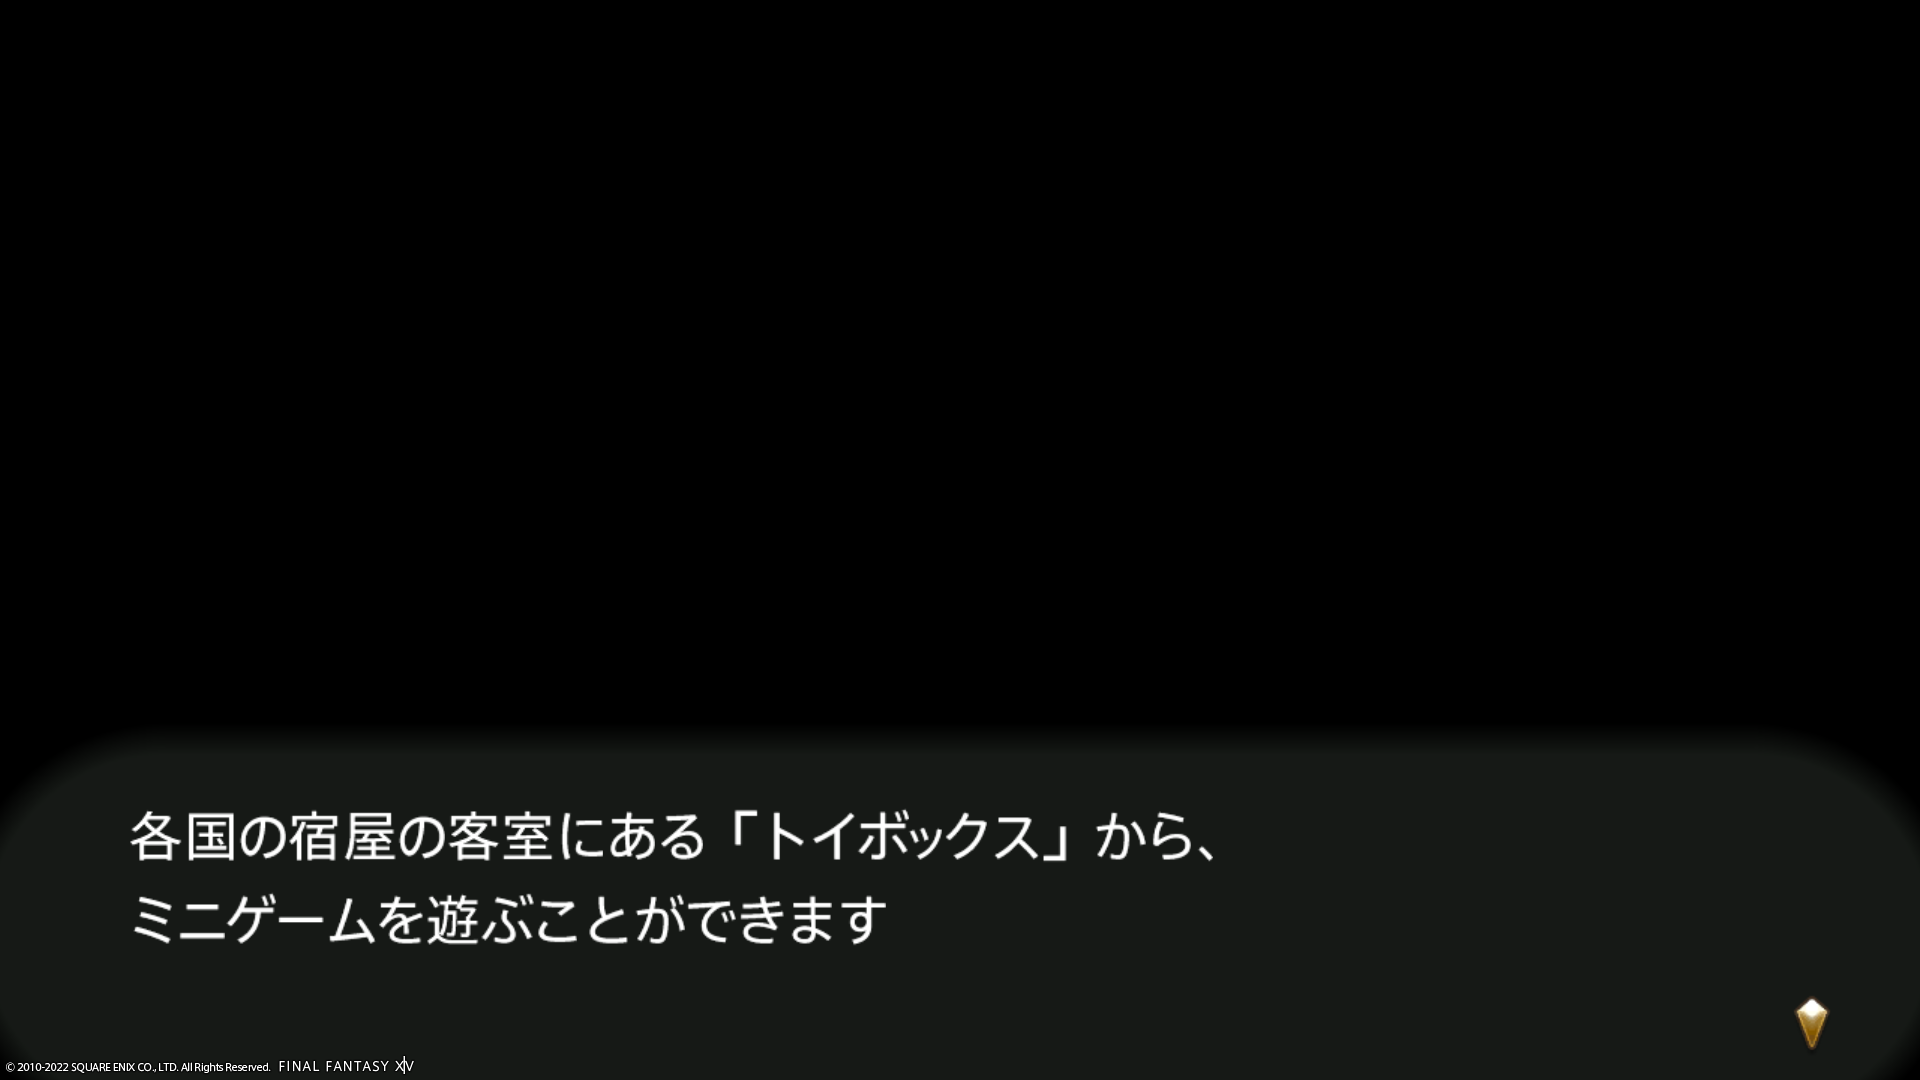 各国の宿屋の客室にある「トイボックス」から、
ミニゲームを遊ぶことができます
© 2010-2022 SQUARE ENIX CO., LTD. All Rights Reserved. FINAL FANTASY XIV